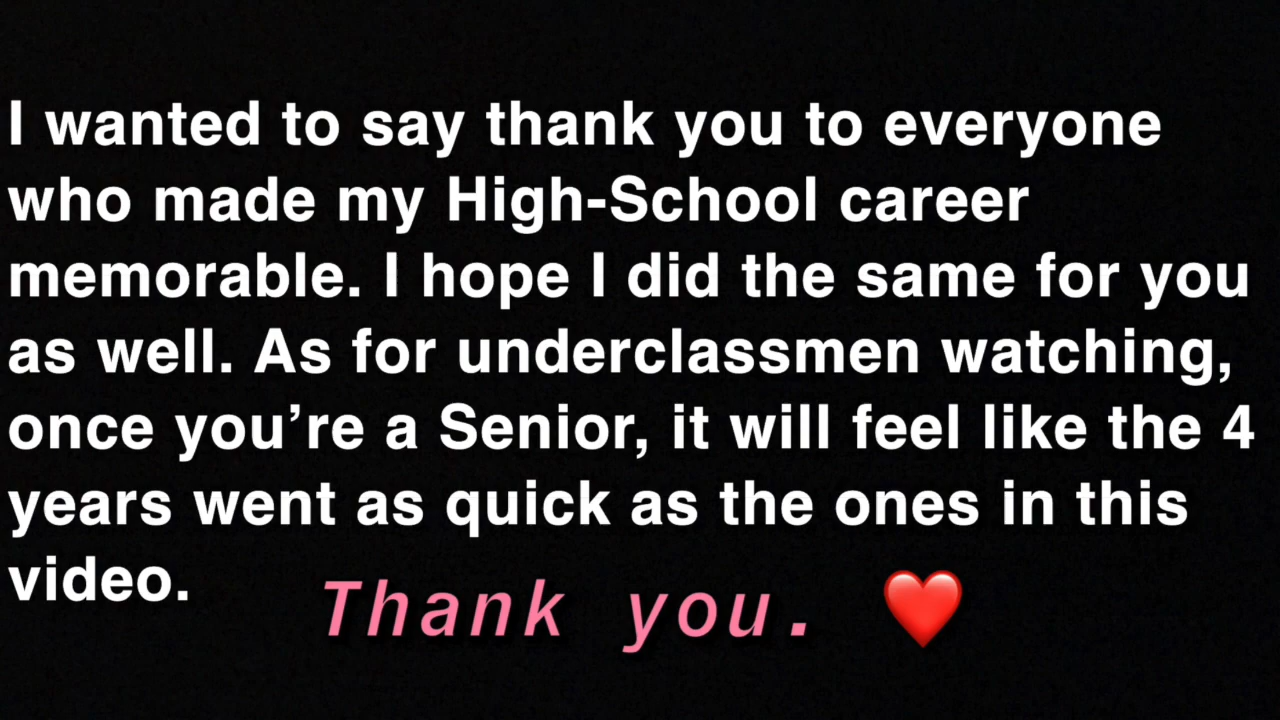 I wanted to say thank you to everyone
who made my High-School career
memorable. I hope I did the same for you
as well. As for underclassmen watching,
once you’re a Senior, it will feel like the 4
years went as quick as the ones in this
video.
Thank you. ❤️